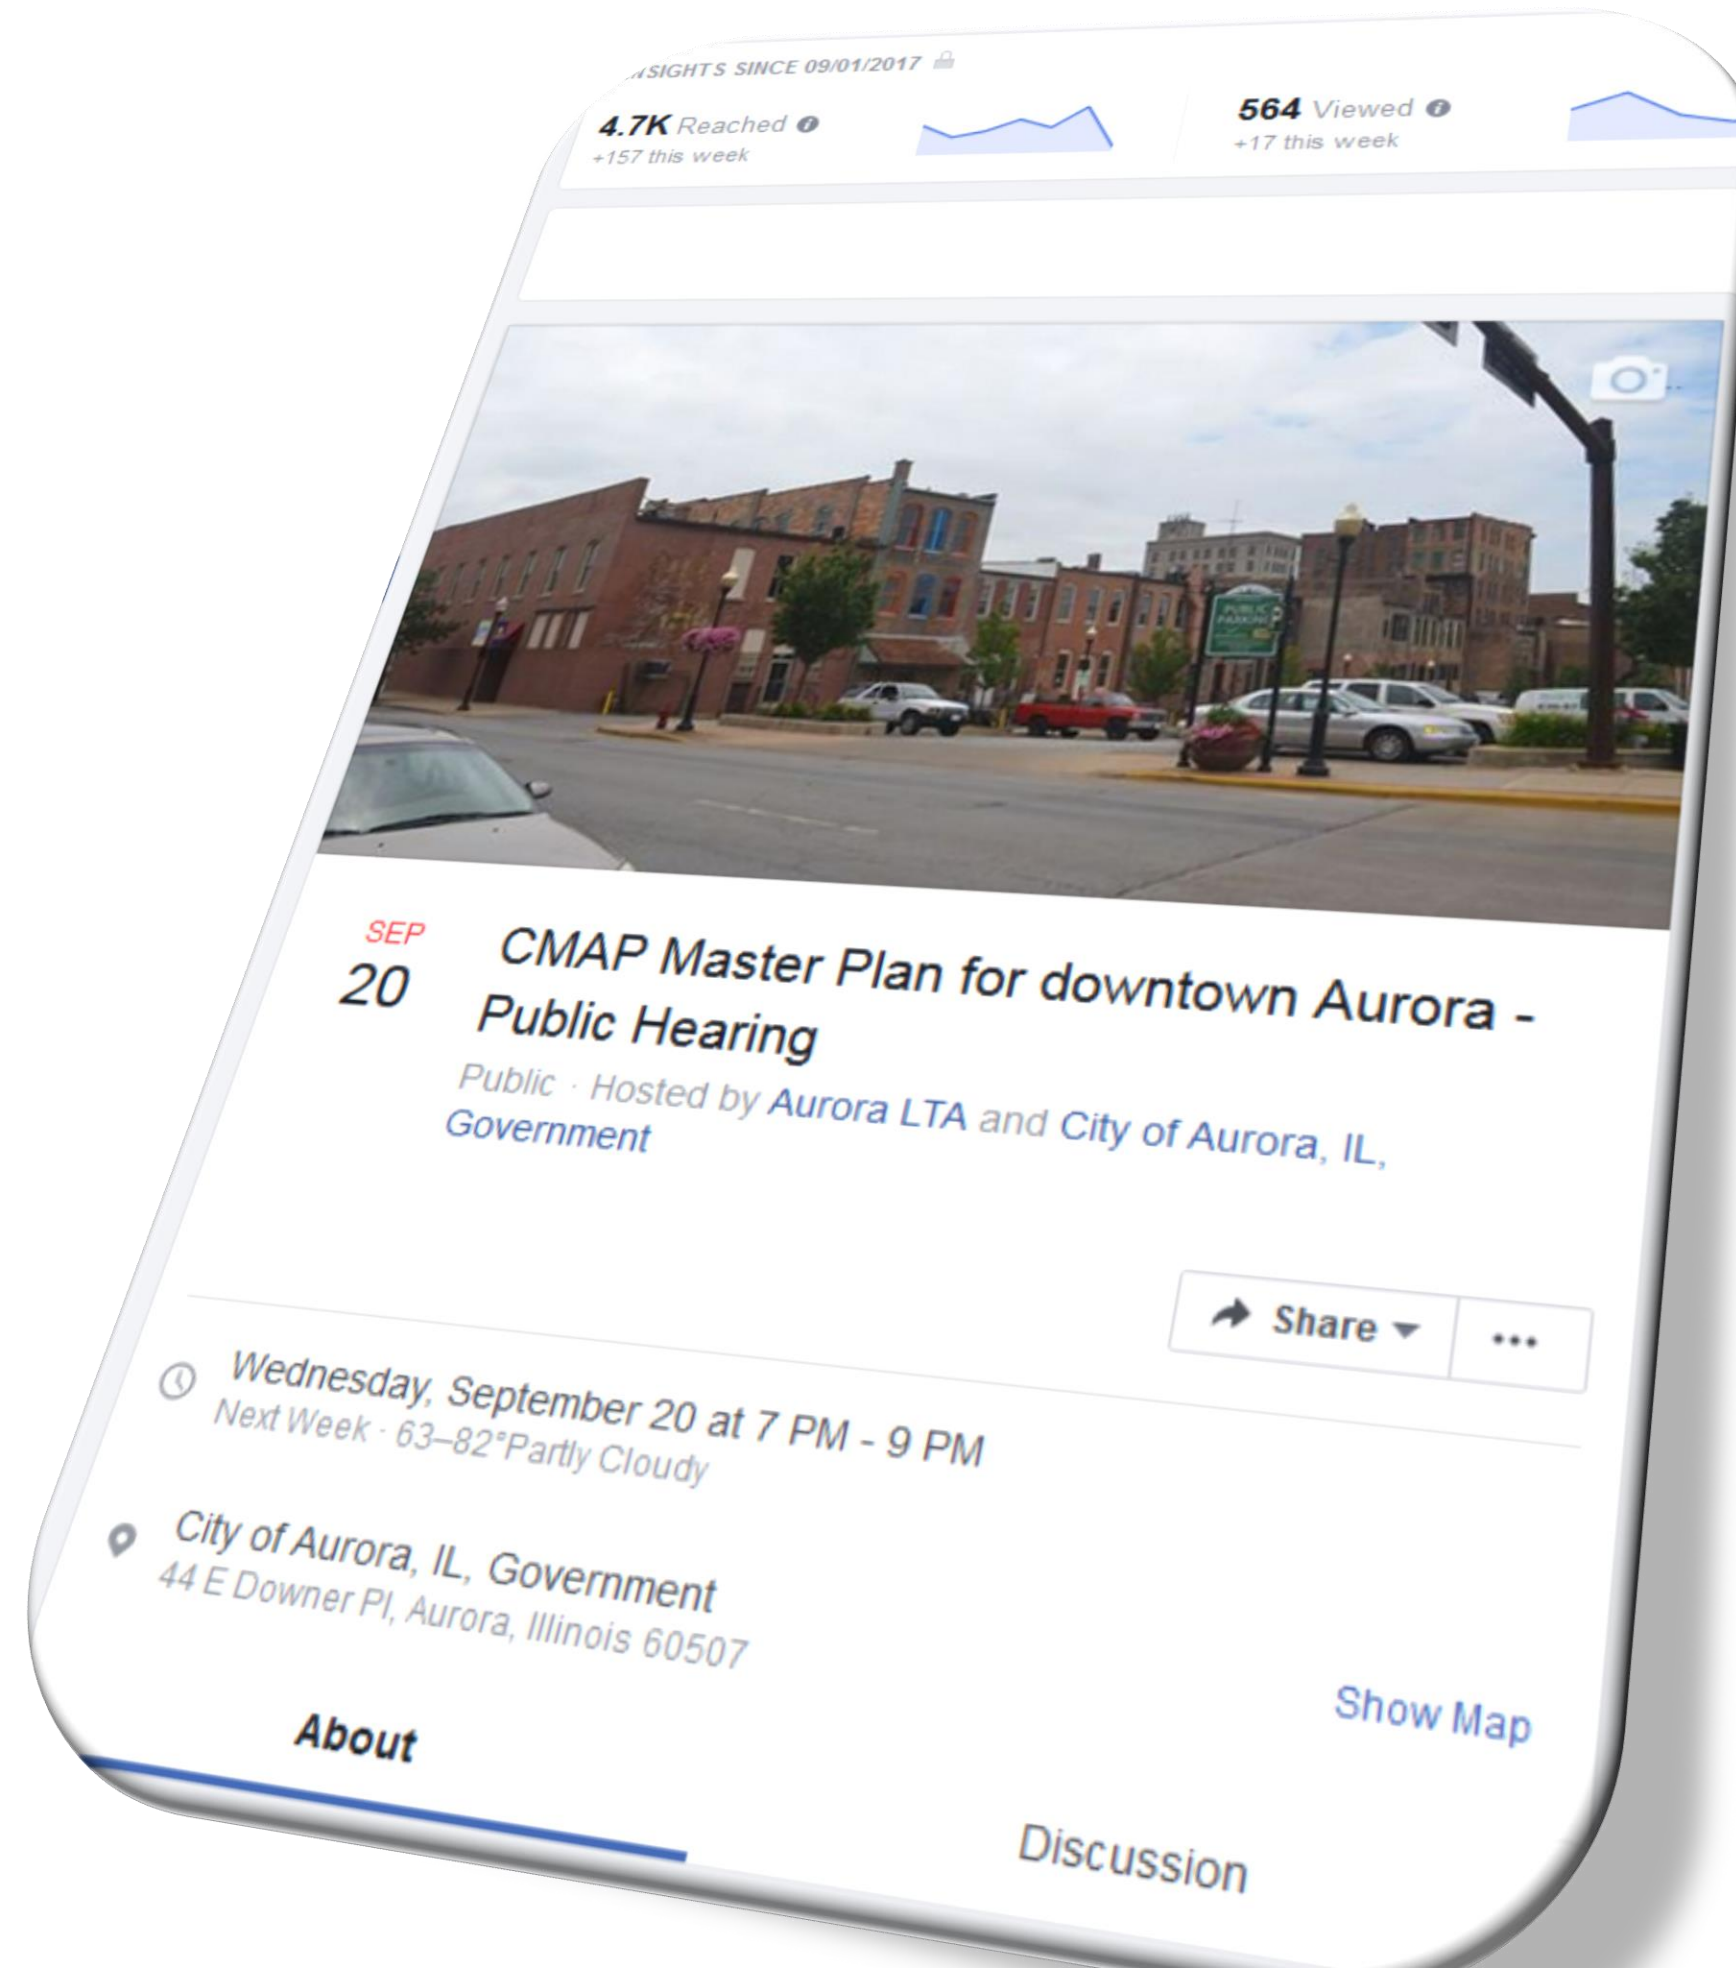 NSIGHTS SINCE 09/01/2017
4.7K Reached
+157 this week
564 Viewed
+17 this week
PUBLIC
PARKING
SEP
20
CMAP Master Plan for downtown Aurora -
Public Hearing
Public · Hosted by Aurora LTA and City of Aurora, IL,
Government
Share
Wednesday, September 20 at 7 PM - 9 PM
Next Week · 63–82°Partly Cloudy
City of Aurora, IL, Government
44 E Downer Pl, Aurora, Illinois 60507
Show Map
About
Discussion